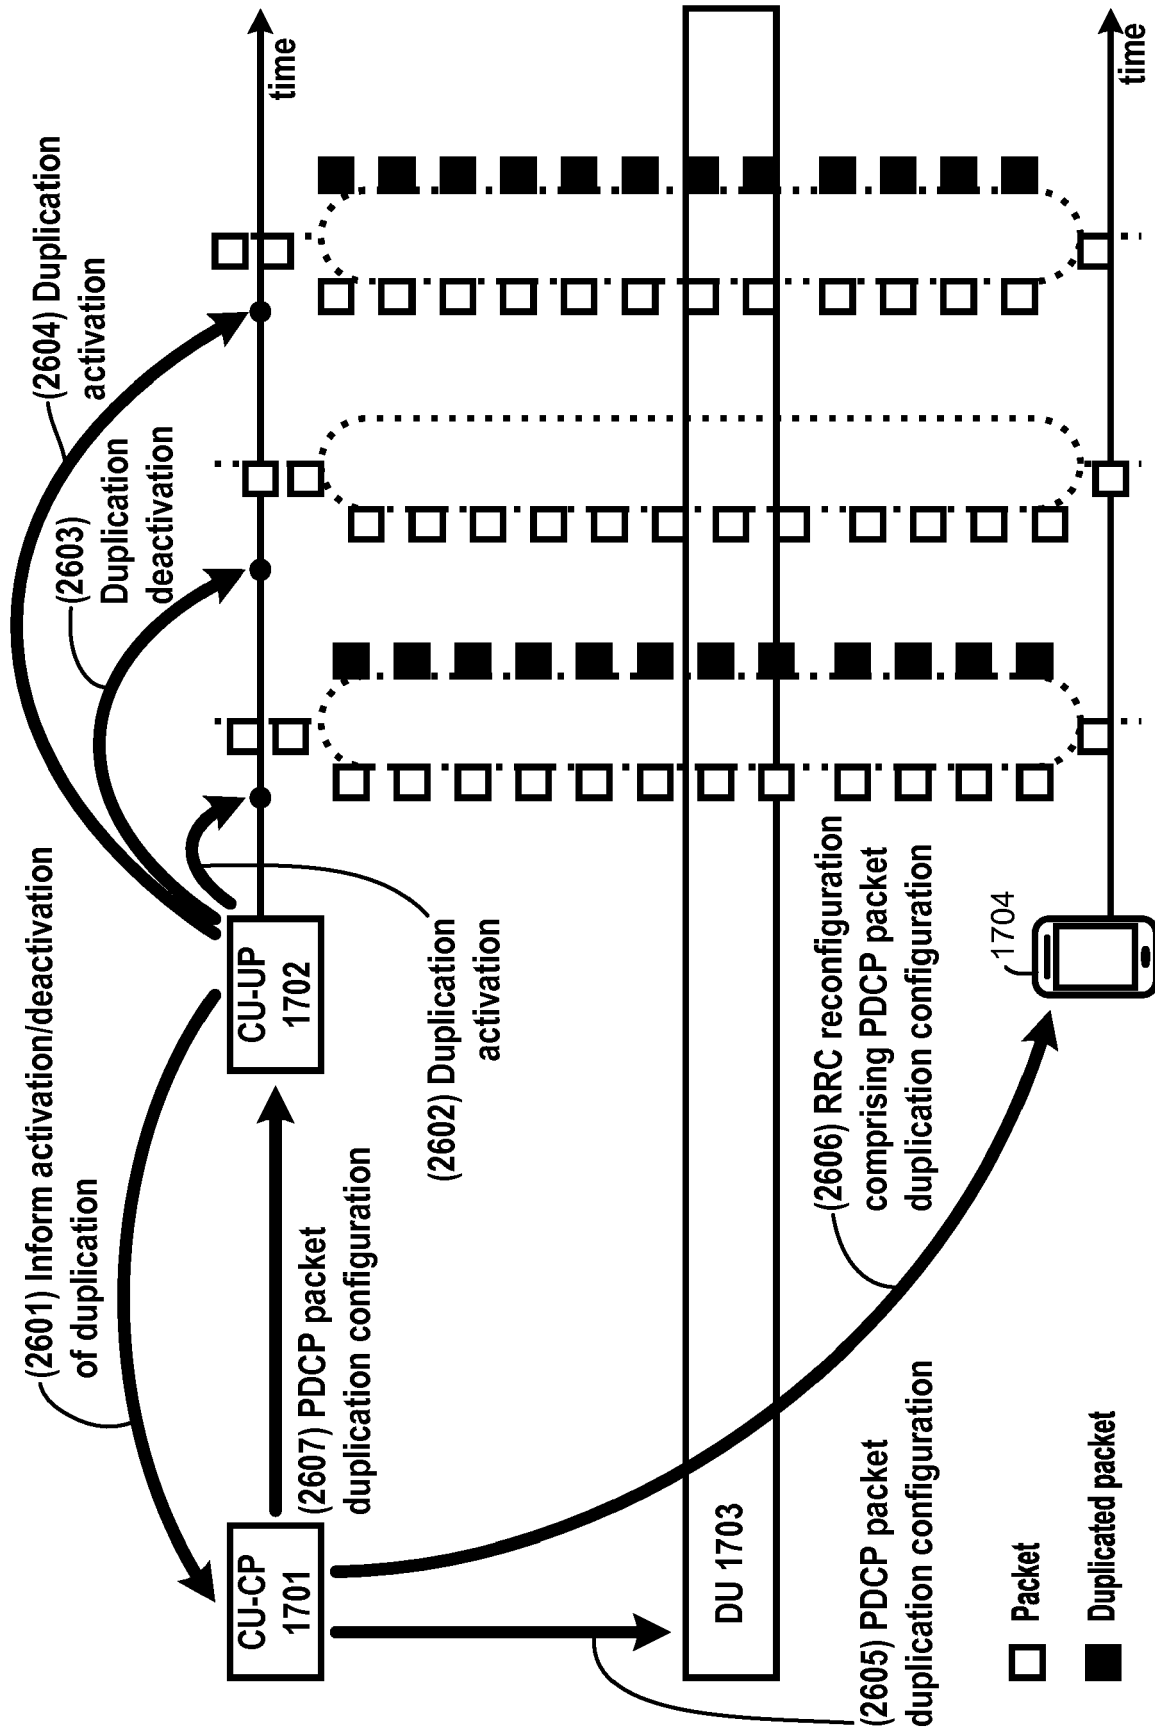 (2601) Inform activation/deactivation
of duplication
(2604) Duplication
activation
(2603)
Duplication
deactivation
CU-CP
1701
CU-UP
1702
time
(2607) PDCP packet
duplication configuration
(2602) Duplication
activation
DU 1703
(2606) RRC reconfiguration
comprising PDCP packet
duplication configuration
(2605) PDCP packet
duplication configuration
1704
time
Packet
Duplicated packet